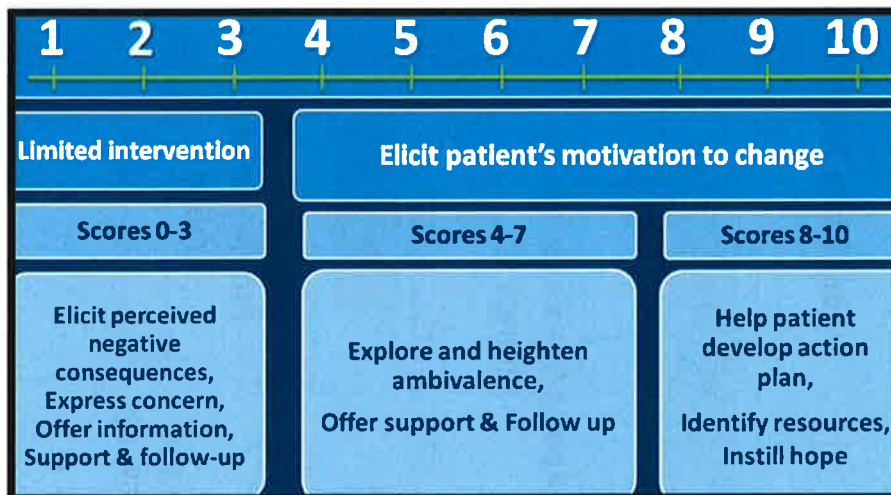 1 2 3 4 5 6 7 8 9 10
Limited intervention
Elicit patient's motivation to change
Scores 0-3
Scores 4-7
Scores 8-10
Elicit perceived
negative
consequences,
Express concern,
Offer information,
Support & follow-up
Explore and heighten
ambivalence,
Offer support & Follow up
Help patient
develop action
plan,
Identify resources,
Instill hope